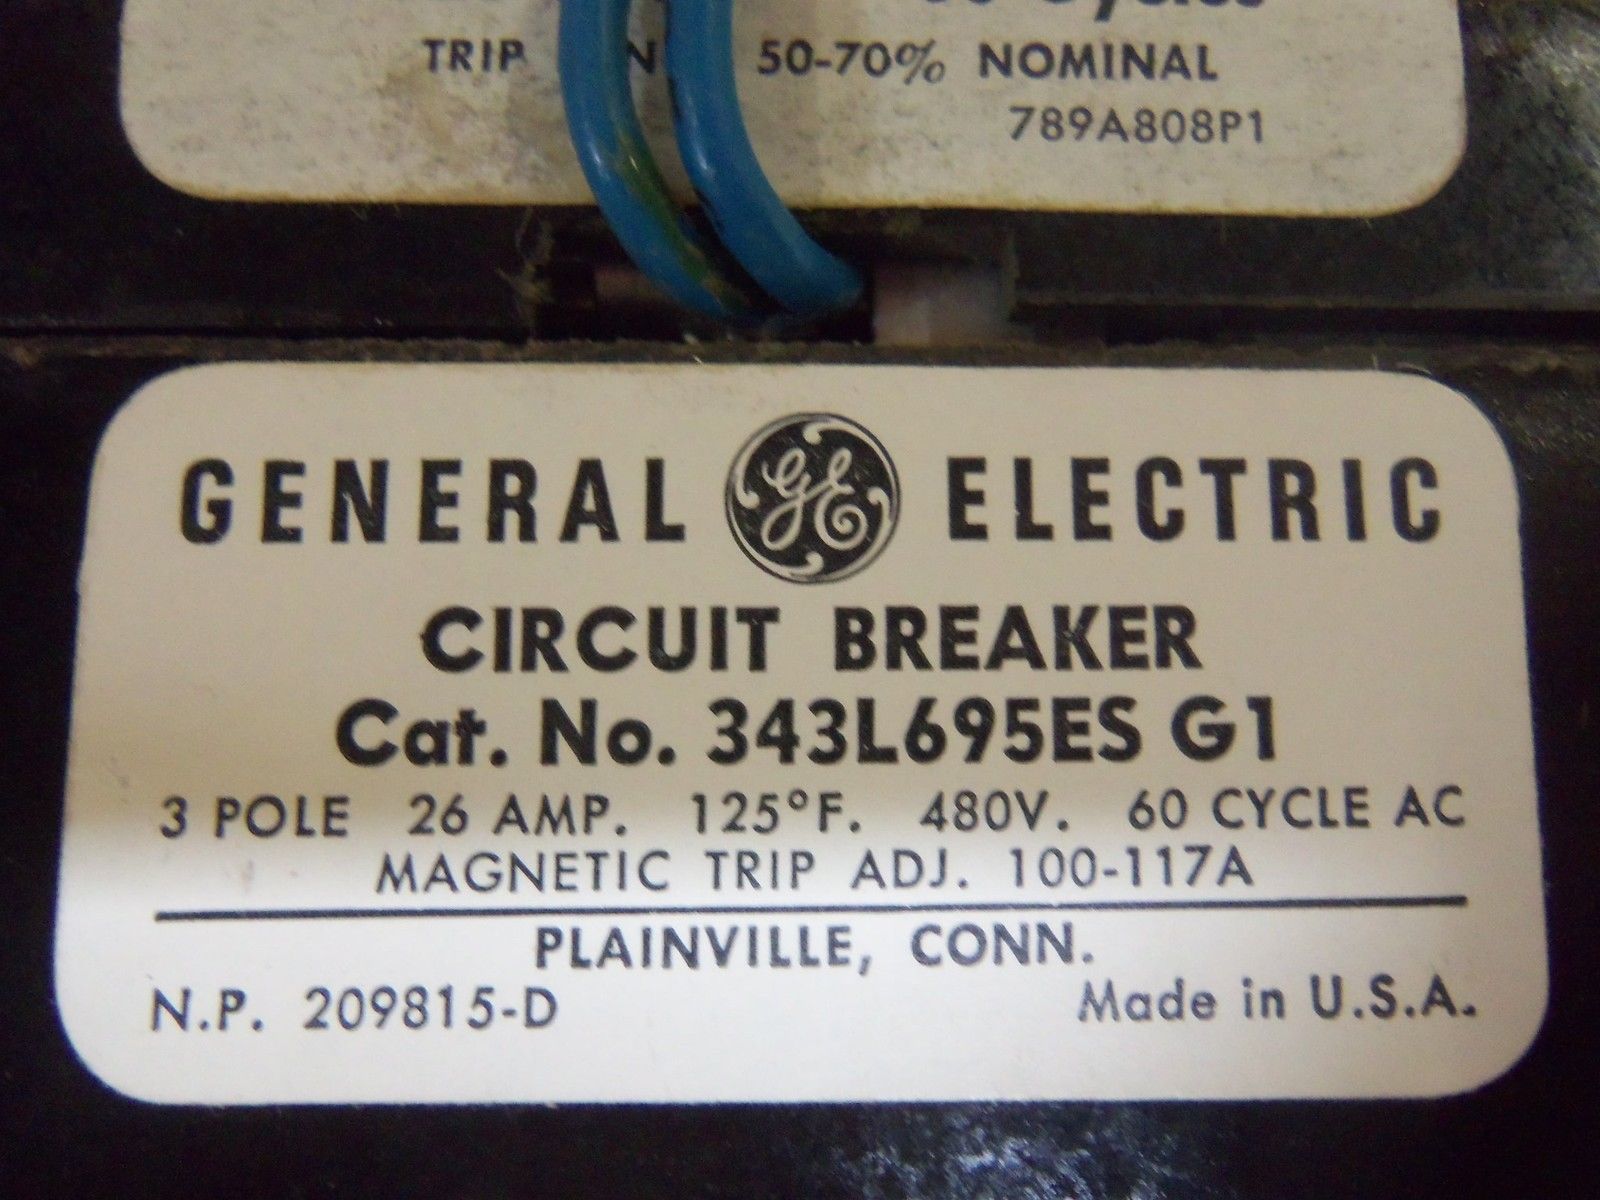 TRIP 50-70% NOMINAL
789A808P1
GENERAL GE ELECTRIC
CIRCUIT BREAKER
Cat. No. 343L695ES G1
3 POLE 26 AMP. 125°F. 480V. 60 CYCLE AC
MAGNETIC TRIP ADJ. 100-117A
PLAINVILLE, CONN.
N.P. 209815-D Made in U.S.A.